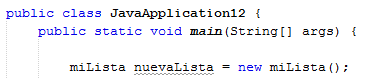 public class JavaApplication12 {
public static void main(String[] args) {
miLista nuevaLista = new miLista();